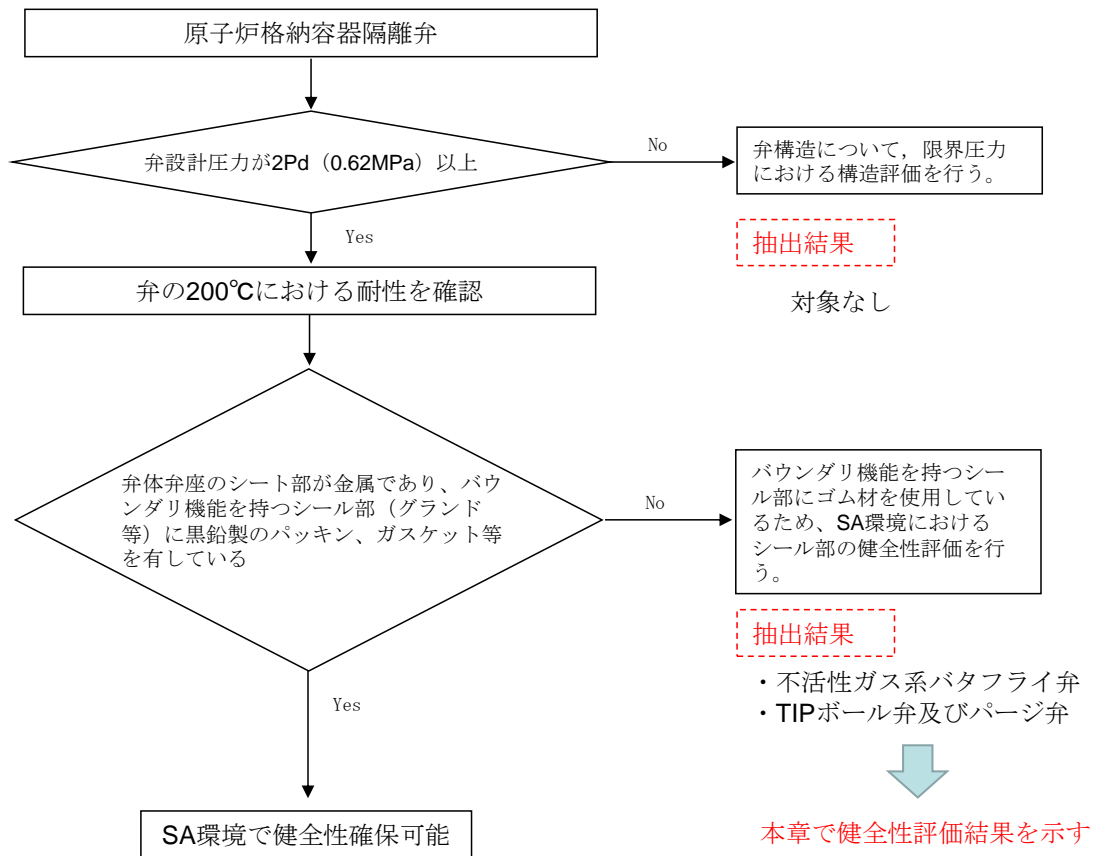 原子炉格納容器隔離弁
弁設計圧力が2Pd（0.62MPa）以上
No
弁構造について，限界圧力
における構造評価を行う。
Yes
抽出結果
対象なし
弁の200℃における耐性を確認
弁体弁座のシート部が金属であり、バウ
ンダリ機能を持つシール部（グランド
等）に黒鉛製のパッキン、ガスケット等
を有している
No
バウンダリ機能を持つシー
ル部にゴム材を使用してい
るため、SA環境における
シール部の健全性評価を行
う。
抽出結果
・不活性ガス系バタフライ弁
・TIPボール弁及びパージ弁
Yes
SA環境で健全性確保可能
本章で健全性評価結果を示す